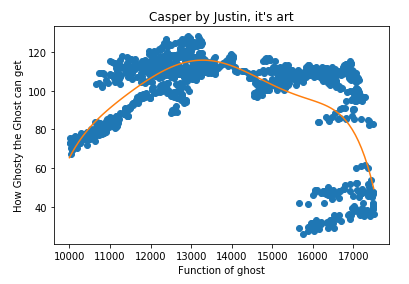 Casper by Justin, it's art
How Ghosty the Ghost can get
120
100
80
60
40
10000 11000 12000 13000 14000 15000 16000 17000
Function of ghost